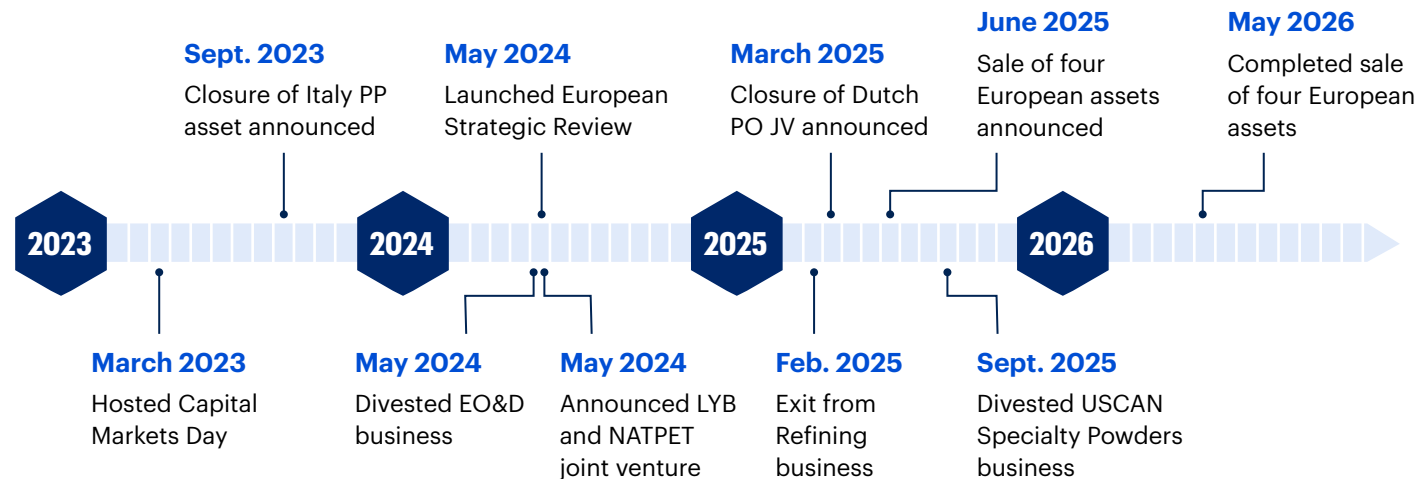 June 2025
Sale of four
European assets
announced
May 2026
Completed sale
of four European
assets
Sept. 2023
Closure of Italy PP
asset announced
May 2024
Launched European
Strategic Review
March 2025
Closure of Dutch
PO JV announced
2023
2024
2025
2026
March 2023
Hosted Capital
Markets Day
May 2024
Divested EO&D
business
May 2024
Announced LYB
and NATPET
joint venture
Feb. 2025
Exit from
Refining
business
Sept. 2025
Divested USCAN
Specialty Powders
business